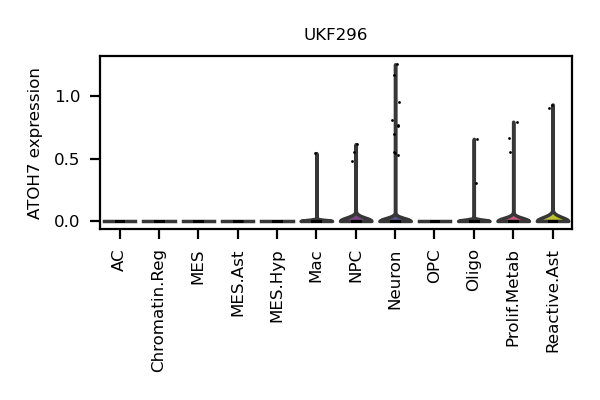 UKF296
ATOH7 expression
1.0
0.5
0.0
AC
Chromatin.Reg
MES
MES.Ast
MES.Hyp
Mac
NPC
Neuron
OPC
Oligo
Prolif.Metab
Reactive.Ast